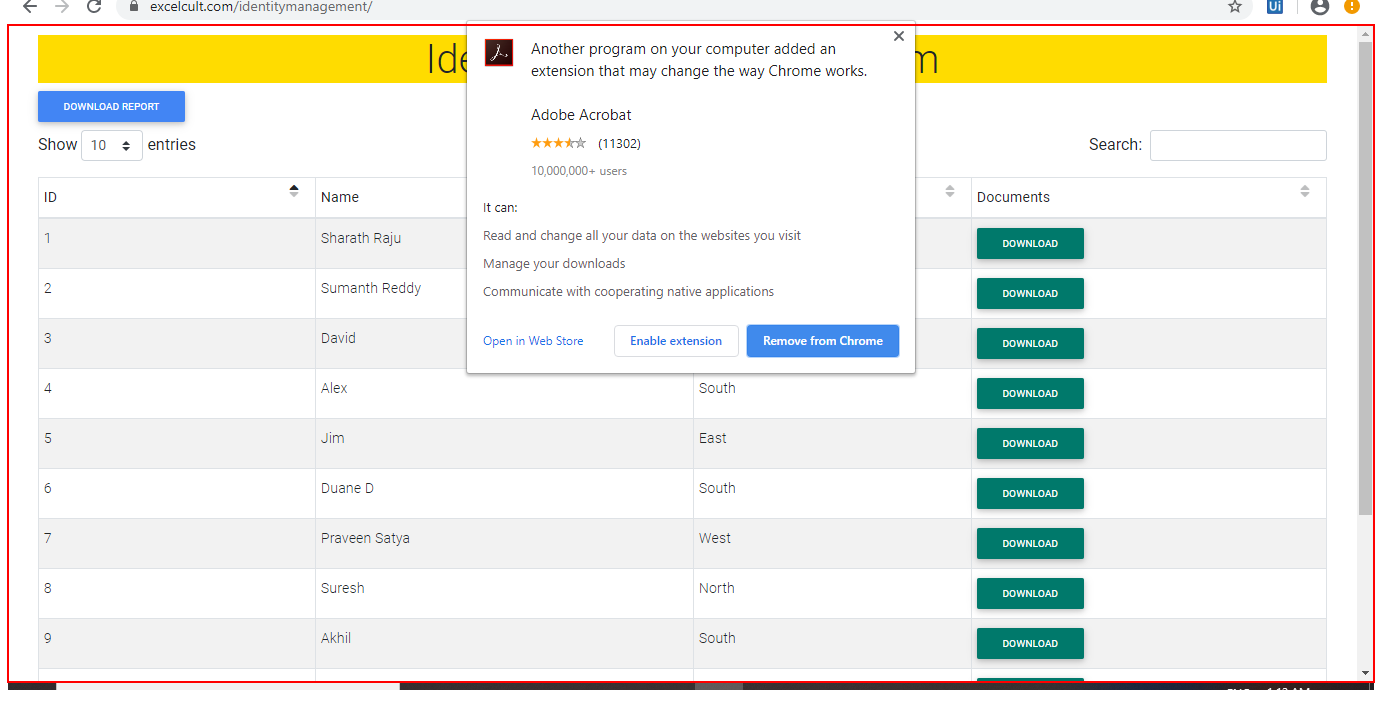 excelcult.com/identitymanagement/
Ui
Another program on your computer added an
extension that may change the way Chrome works.
Adobe Acrobat
(11302)
10,000,000+ users
It can:
Read and change all your data on the websites you visit
Manage your downloads
Communicate with cooperating native applications
Open in Web Store
Enable extension
Remove from Chrome
DOWNLOAD REPORT
Show 10 entries
Search:
ID Name Documents
1 Sharath Raju DOWNLOAD
2 Sumanth Reddy DOWNLOAD
3 David DOWNLOAD
4 Alex South DOWNLOAD
5 Jim East DOWNLOAD
6 Duane D South DOWNLOAD
7 Praveen Satya West DOWNLOAD
8 Suresh North DOWNLOAD
9 Akhil South DOWNLOAD